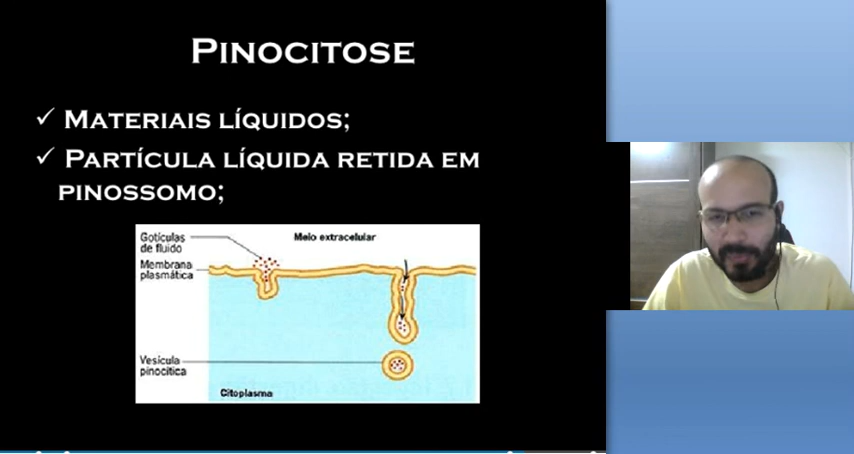 PINOCITOSE
✓ MATERIAIS LÍQUIDOS;
✓ PARTÍCULA LÍQUIDA RETIDA EM
PINOSSOMO;
Gotículas
de fluido
Meio extracelular
Membrana
plasmática
Vesícula
pinocítica
Citoplasma